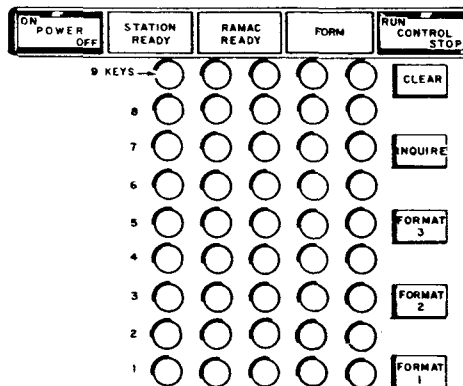 ON POWER OFF
STATION READY
RAMAC READY
FORM
RUN CONTROL STOP
9 KEYS
CLEAR
8
7
INQUIRE
6
5
FORMAT 3
4
3
FORMAT 2
2
1
FORMAT 1